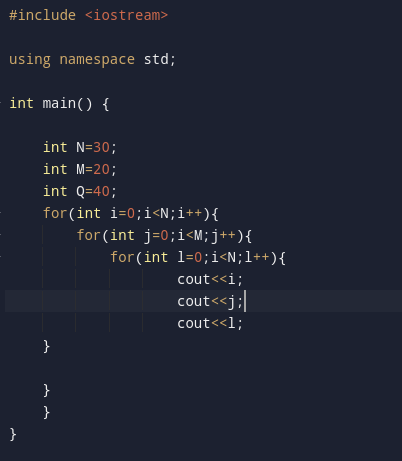 #include <iostream>
using namespace std;
int main() {
int N=30;
int M=20;
int Q=40;
for(int i=0;i<N;i++){
for(int j=0;i<M;j++){
for(int l=0;i<N;l++){
cout<<i;
cout<<j;
cout<<l;
}
}
}
}